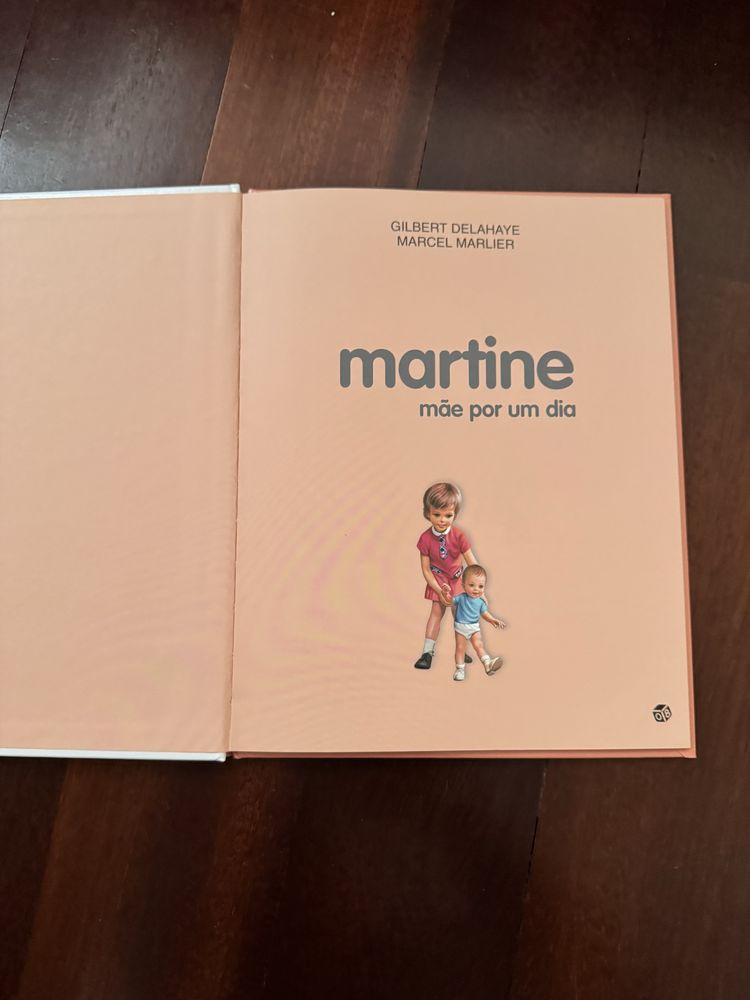 GILBERT DELAHAYE
MARCEL MARLIER
martine
mãe por um dia